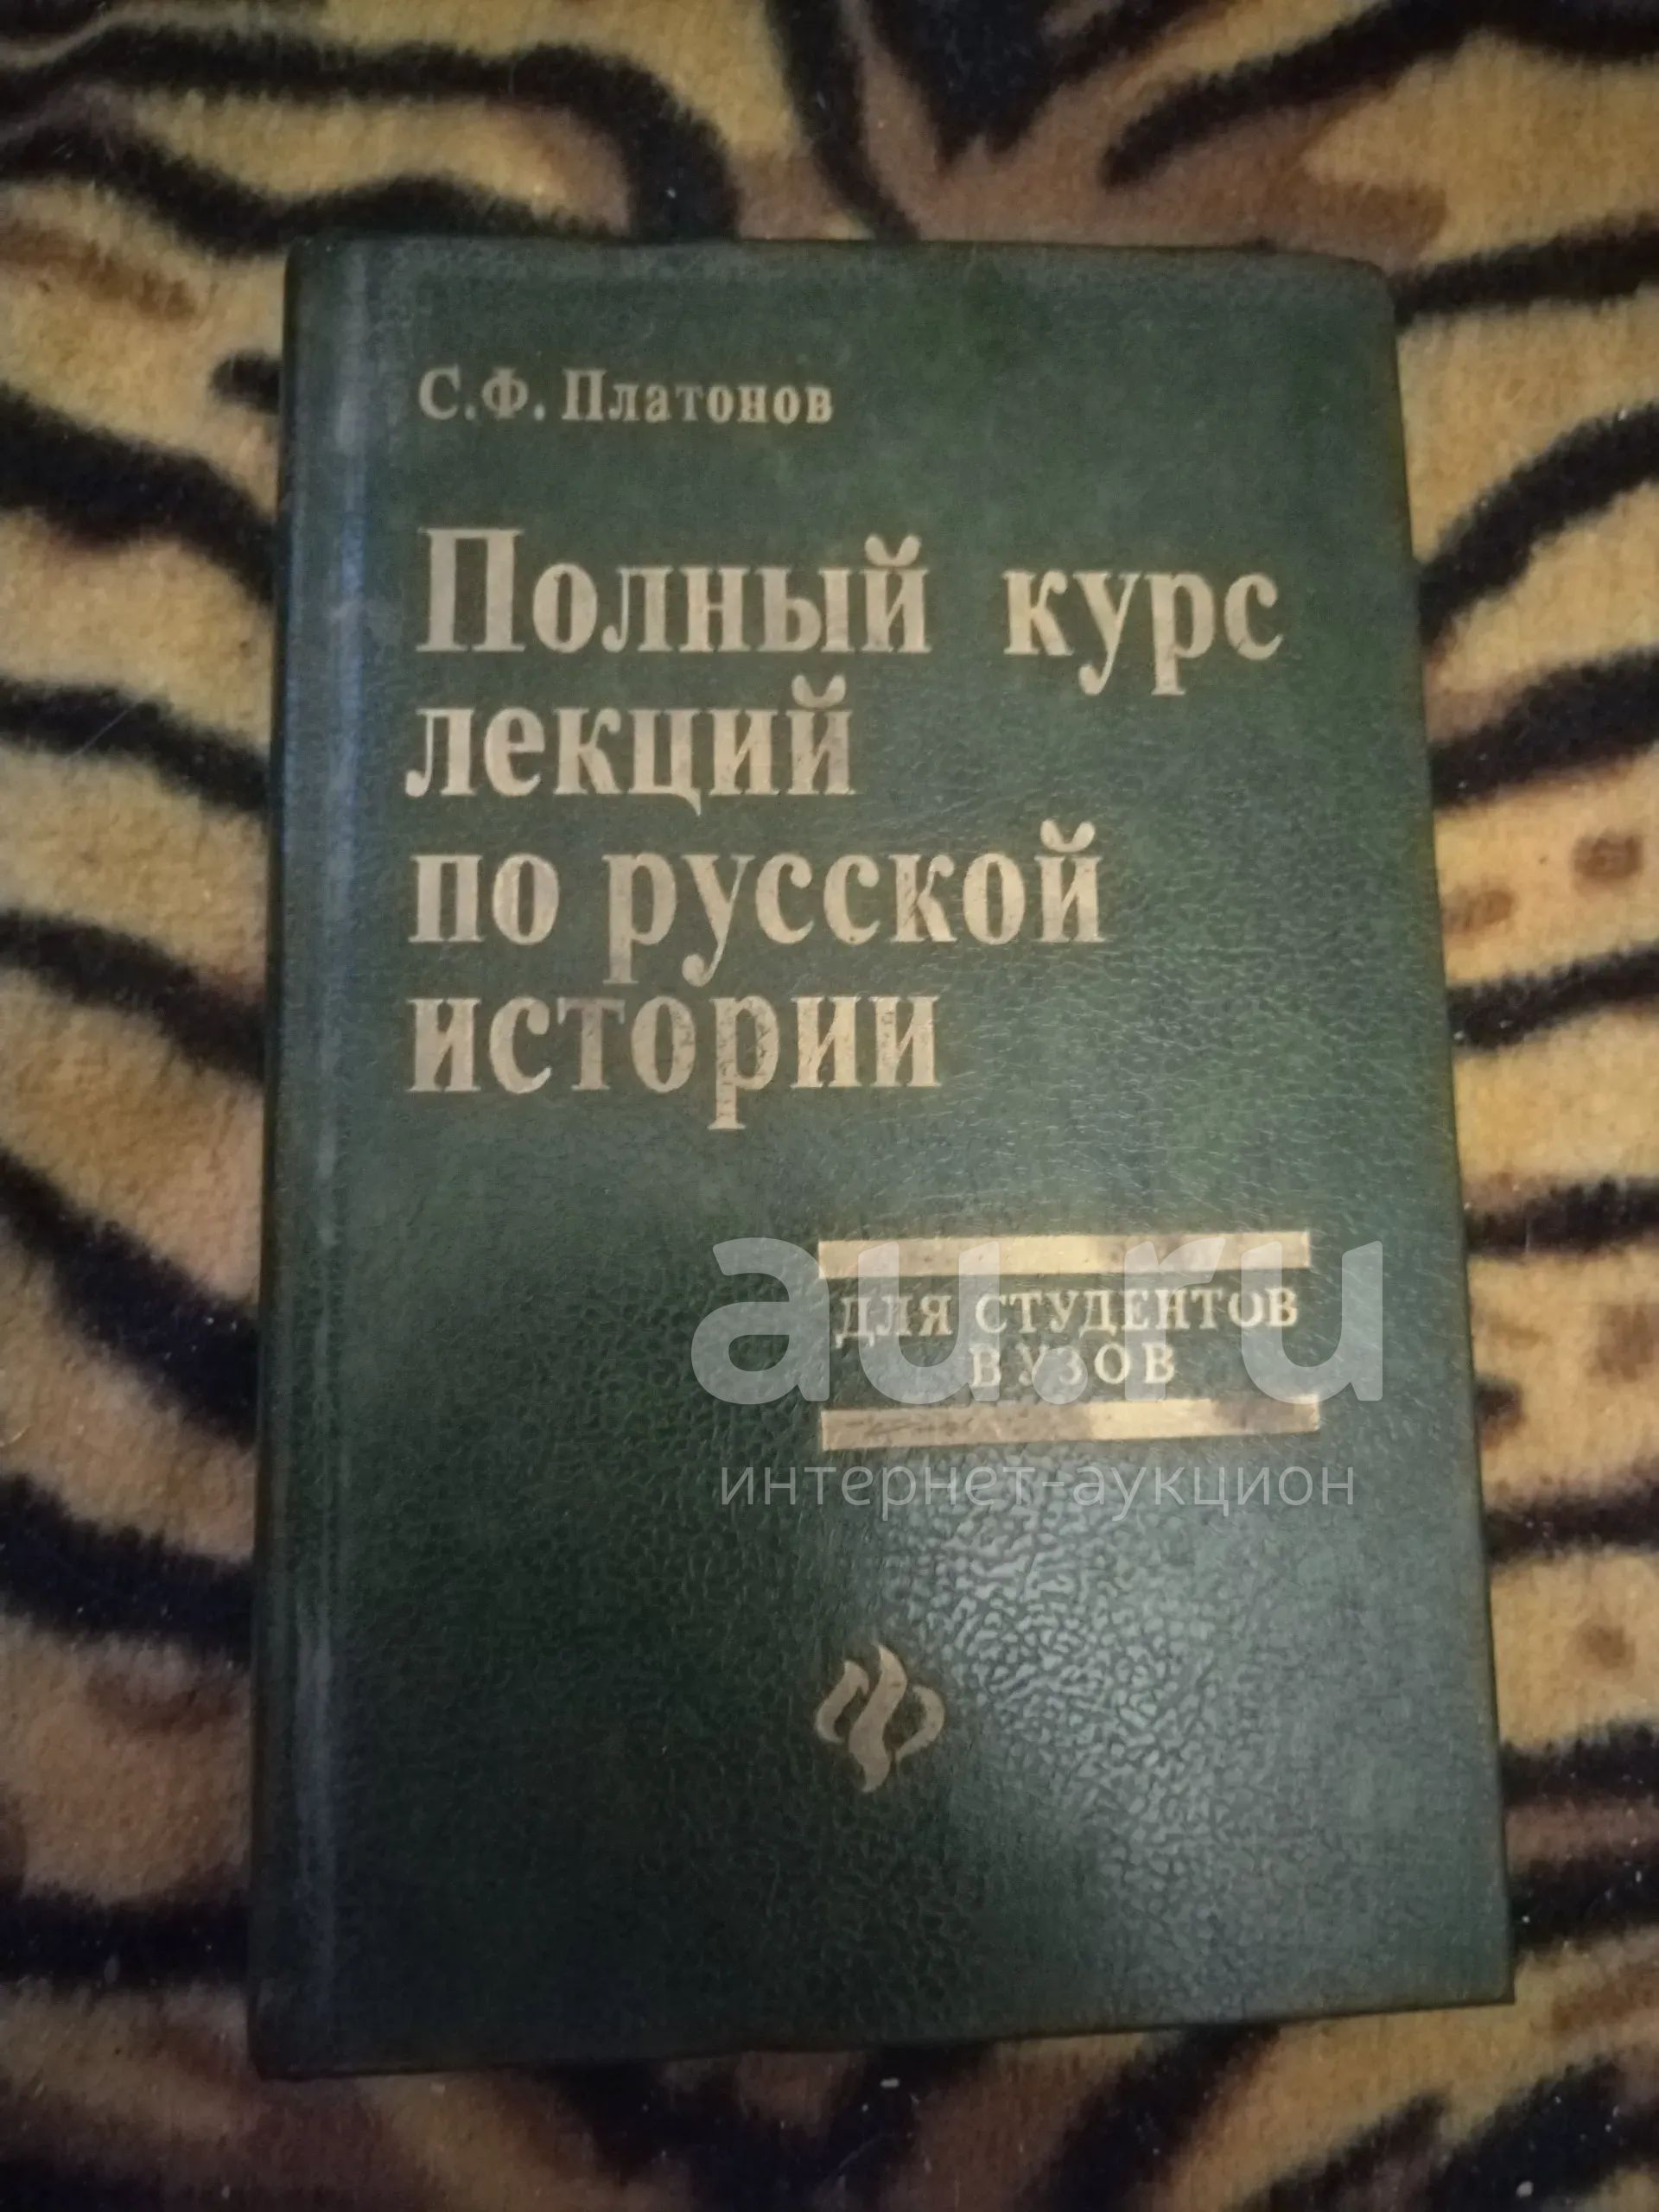 С.Ф. Платонов
Полный курс
лекций
по русской
истории
au.ru
ДЛЯ СТУДЕНТОВ
ВУЗОВ
интернет-аукцион